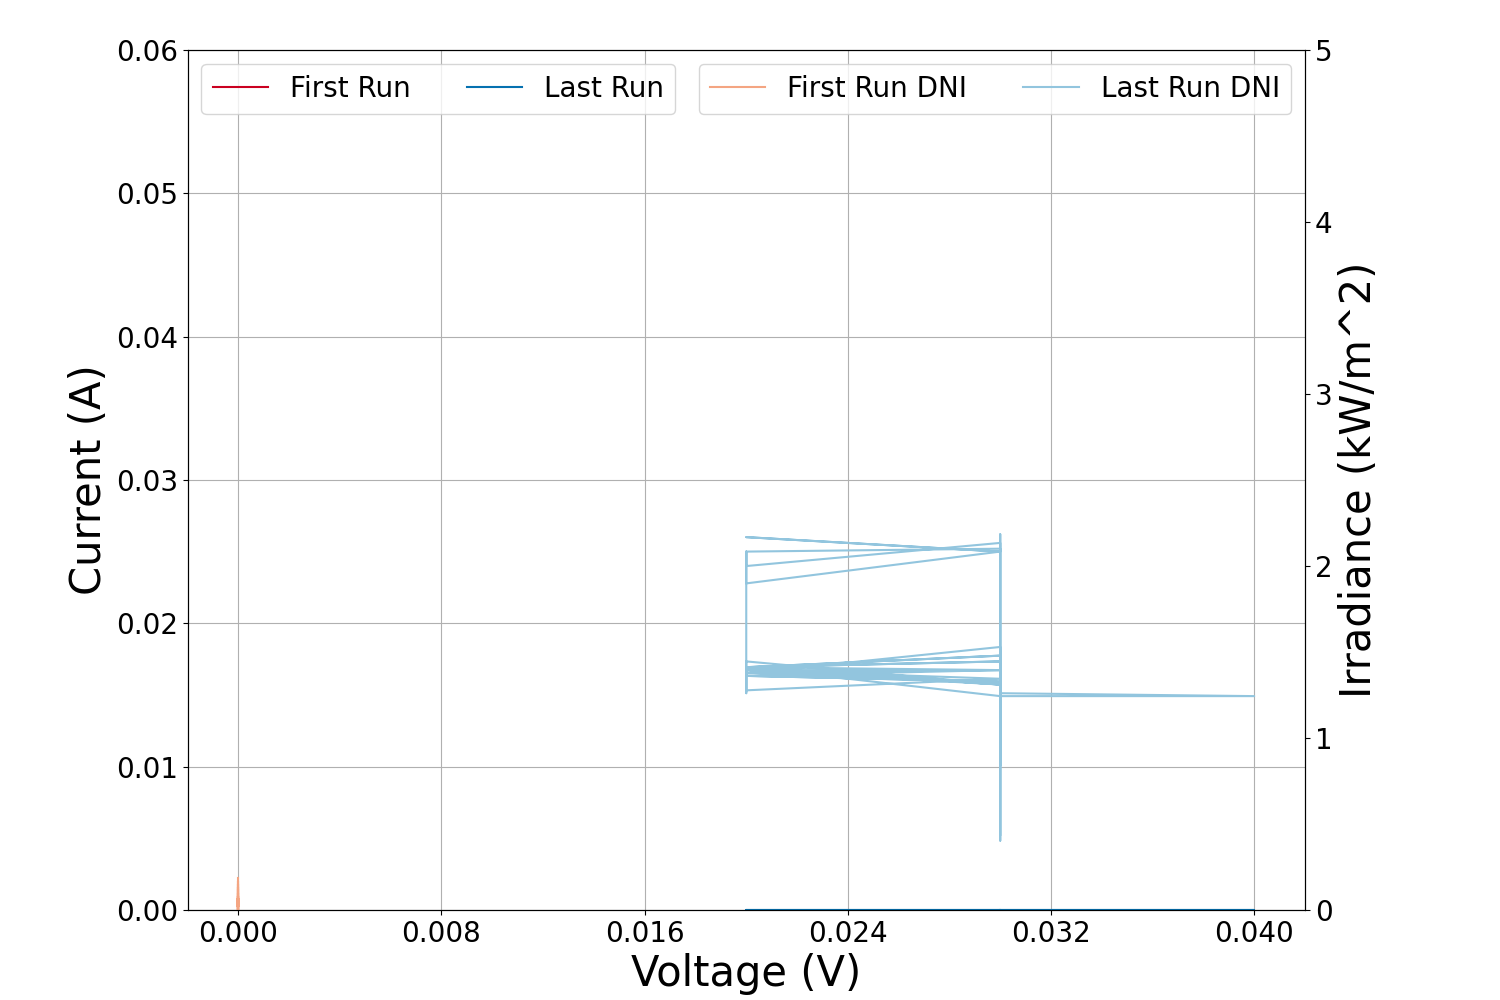 First Run
Last Run
First Run DNI
Last Run DNI
Current (A)
0.06
0.05
0.04
0.03
0.02
0.01
0.00
5
4
3
2
1
0
Irradiance (kW/m^2)
0.000 0.008 0.016 0.024 0.032 0.040
Voltage (V)